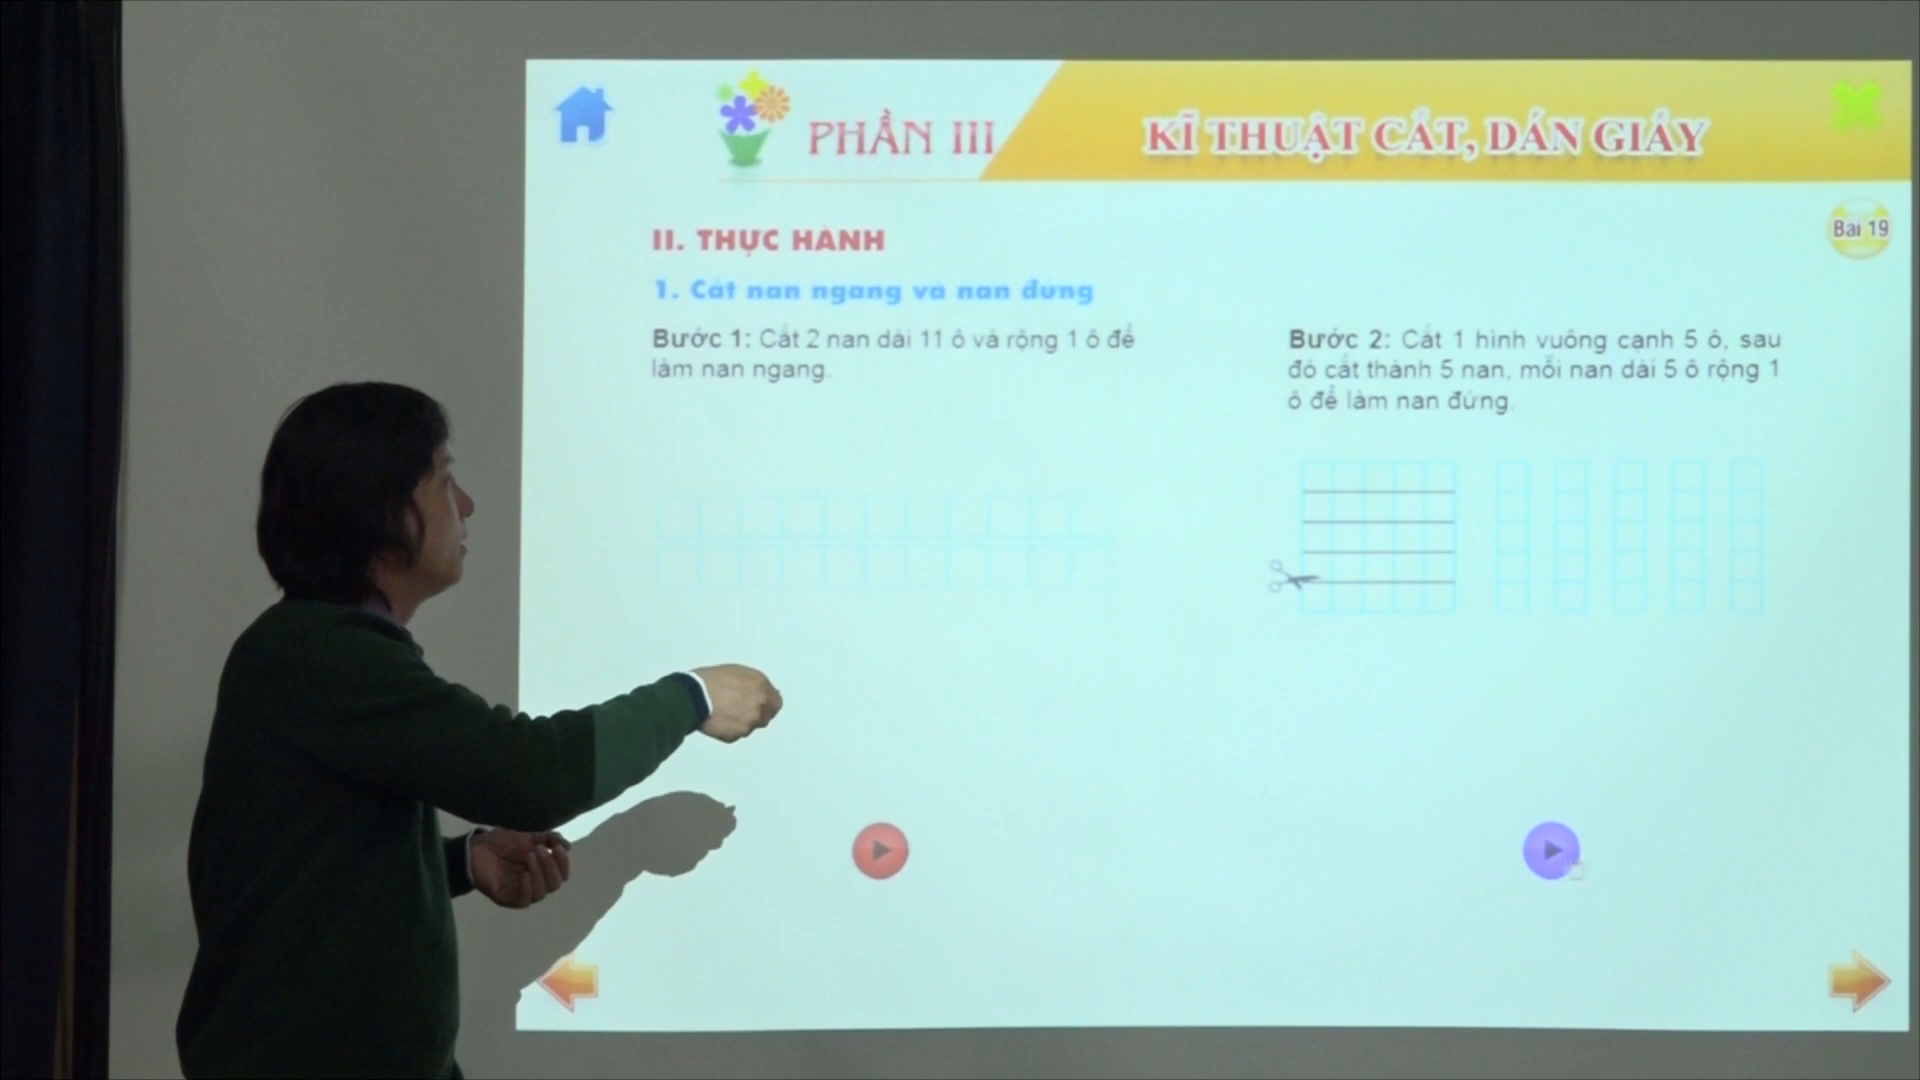 PHẦN III
KĨ THUẬT CẮT, DÁN GIẤY
Bài 19
II. THỰC HÀNH
1. Cắt nan ngang và nan đứng
Bước 1: Cắt 2 nan dài 11 ô và rộng 1 ô để
làm nan ngang.
Bước 2: Cắt 1 hình vuông cạnh 5 ô, sau
đó cắt thành 5 nan, mỗi nan dài 5 ô rộng 1
ô để làm nan đứng.